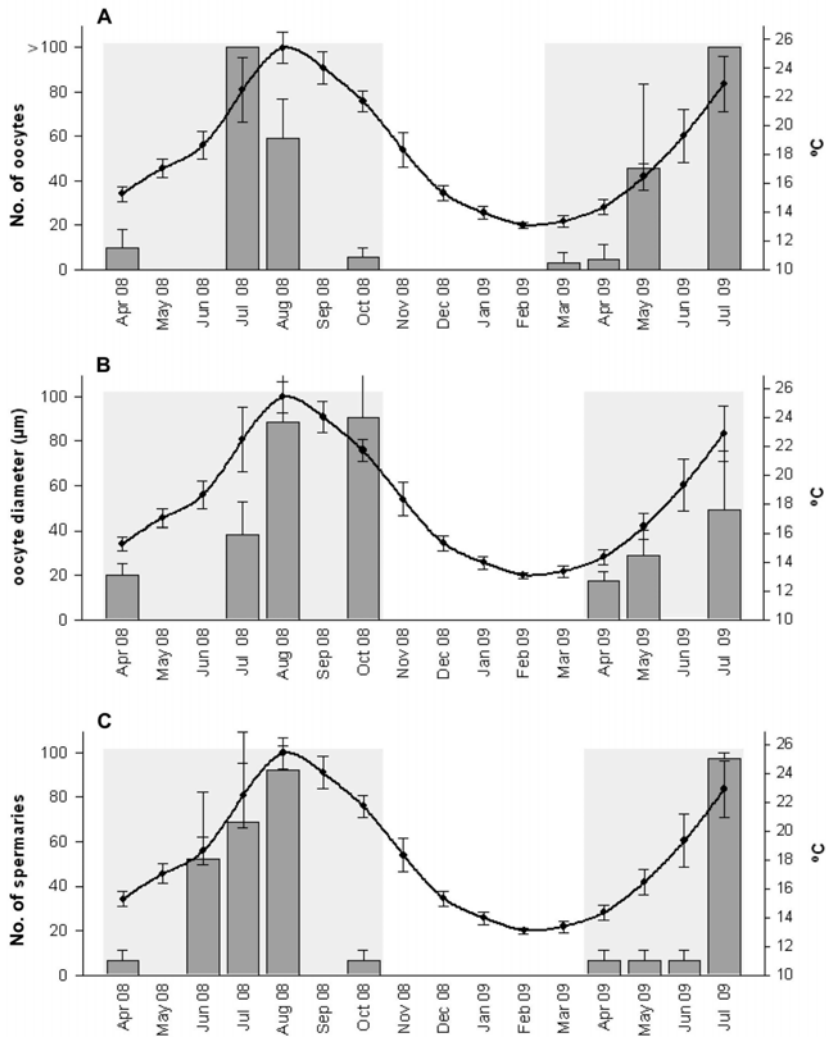 A
No. of oocytes
> 100
80
60
40
20
0
26
24
22
20
18
16
14
12
10
ºC
Apr 08
May 08
Jun 08
Jul 08
Aug 08
Sep 08
Oct 08
Nov 08
Dec 08
Jan 09
Feb 09
Mar 09
Apr 09
May 09
Jun 09
Jul 09
B
oocyte diameter (µm)
100
80
60
40
20
0
26
24
22
20
18
16
14
12
10
ºC
Apr 08
May 08
Jun 08
Jul 08
Aug 08
Sep 08
Oct 08
Nov 08
Dec 08
Jan 09
Feb 09
Mar 09
Apr 09
May 09
Jun 09
Jul 09
C
No. of spermaries
100
80
60
40
20
0
26
24
22
20
18
16
14
12
10
ºC
Apr 08
May 08
Jun 08
Jul 08
Aug 08
Sep 08
Oct 08
Nov 08
Dec 08
Jan 09
Feb 09
Mar 09
Apr 09
May 09
Jun 09
Jul 09